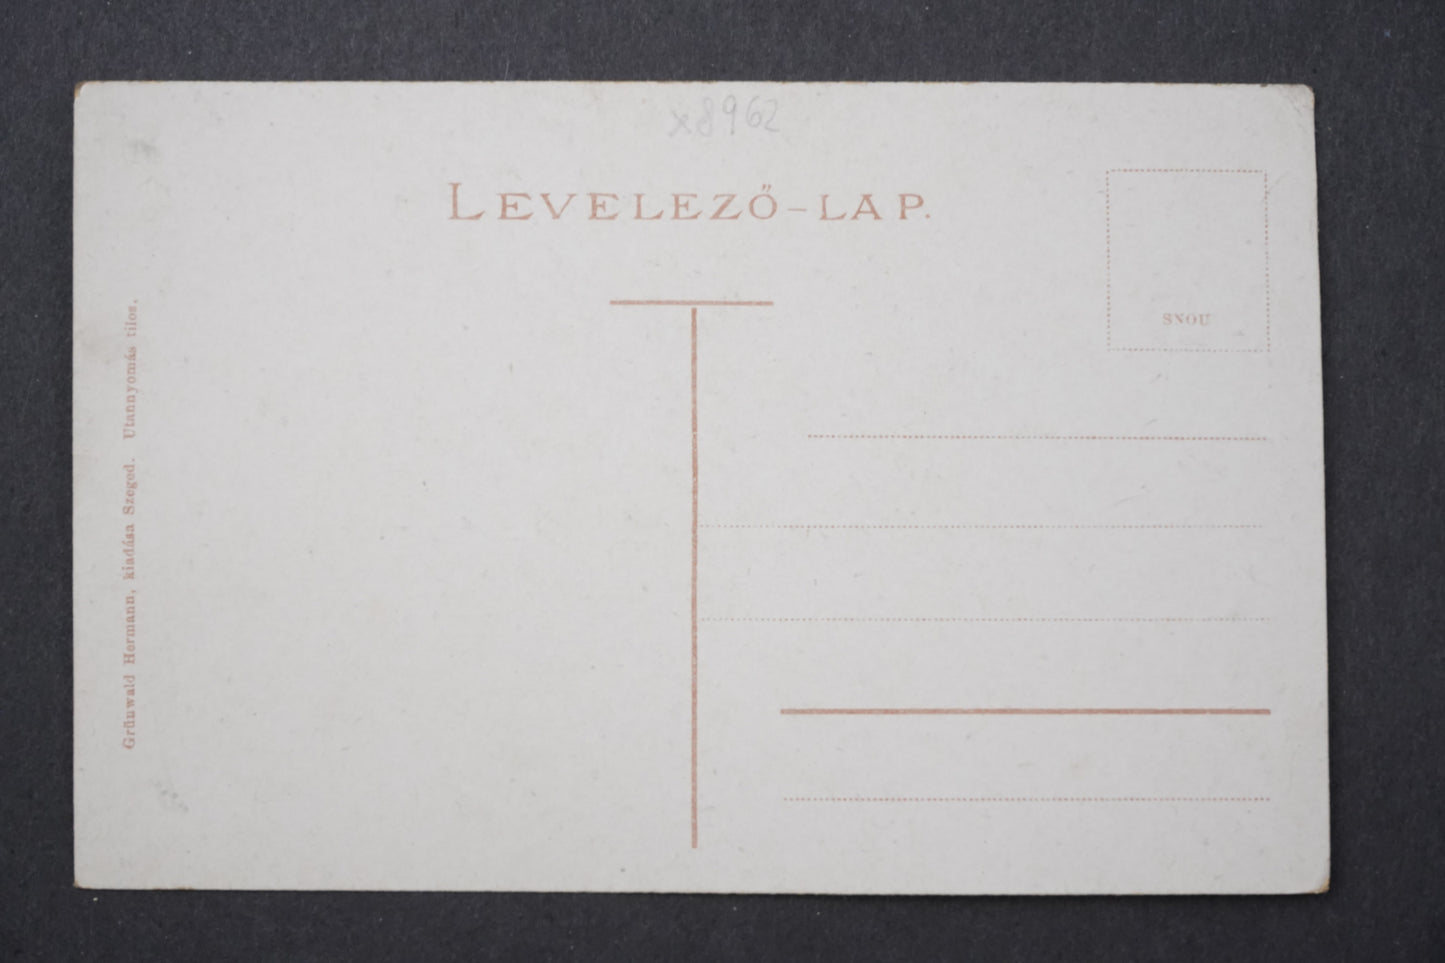 x8962
LEVELEZŐ-LAP.
SNOU
Grünwald Hermann, kiadása Szeged. Utannyomás tilos.